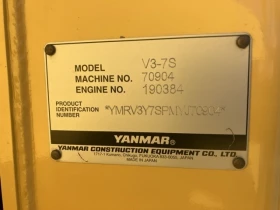 MODEL V3-7S
MACHINE NO. 70904
ENGINE NO. 190384
PRODUCT
IDENTIFICATION
NUMBER
YANMAR
YANMAR CONSTRUCTION EQUIPMENT CO., LTD.
MADE IN JAPAN